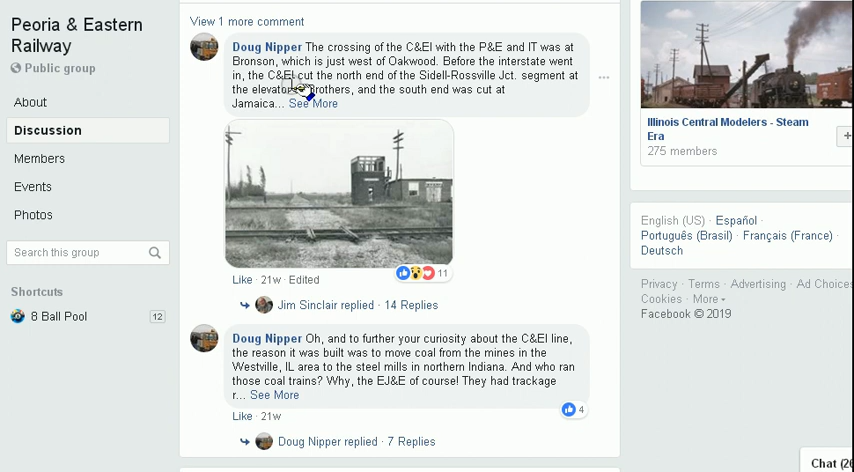 Peoria & Eastern
Railway
Public group
About
Discussion
Members
Events
Photos
Search this group
Shortcuts
8 Ball Pool
12
View 1 more comment
Doug Nipper The crossing of the C&EI with the P&E and IT was at
Bronson, which is just west of Oakwood. Before the interstate went
in, the C&EI cut the north end of the Sidell-Rossville Jct. segment at
the elevator Brothers, and the south end was cut at
Jamaica... See More
11
Like · 21w · Edited
Jim Sinclair replied · 14 Replies
Doug Nipper Oh, and to further your curiosity about the C&EI line,
the reason it was built was to move coal from the mines in the
Westville, IL area to the steel mills in northern Indiana. And who ran
those coal trains? Why, the EJ&E of course! They had trackage
r... See More
4
Like · 21w
Doug Nipper replied · 7 Replies
Illinois Central Modelers - Steam
Era
275 members
English (US) · Español ·
Português (Brasil) · Français (France) ·
Deutsch
Privacy · Terms · Advertising · Ad Choices
Cookies · More
Facebook © 2019
Chat (26